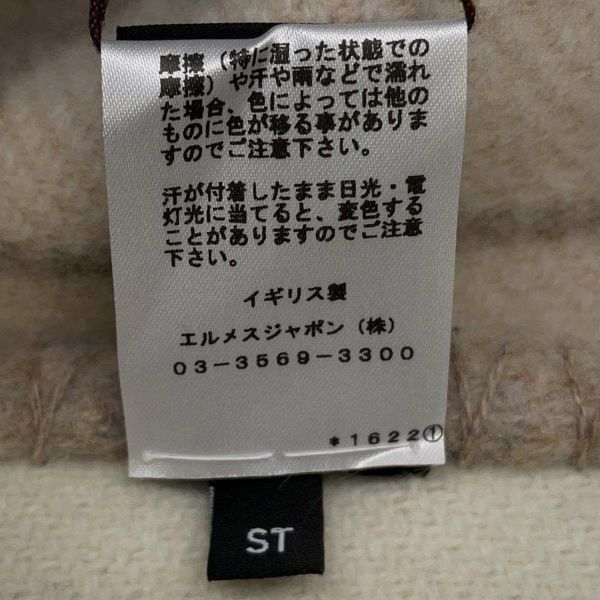 摩擦（特に湿った状態での
摩擦）や汗や雨などで濡れ
た場合、色によっては他の
ものに色が移る事がありま
すのでご注意下さい。
汗が付着したまま日光・電
灯光に当てると、変色する
ことがありますのでご注意
下さい。
イギリス製
エルメスジャポン（株）
03-3569-3300
*1622①
ST